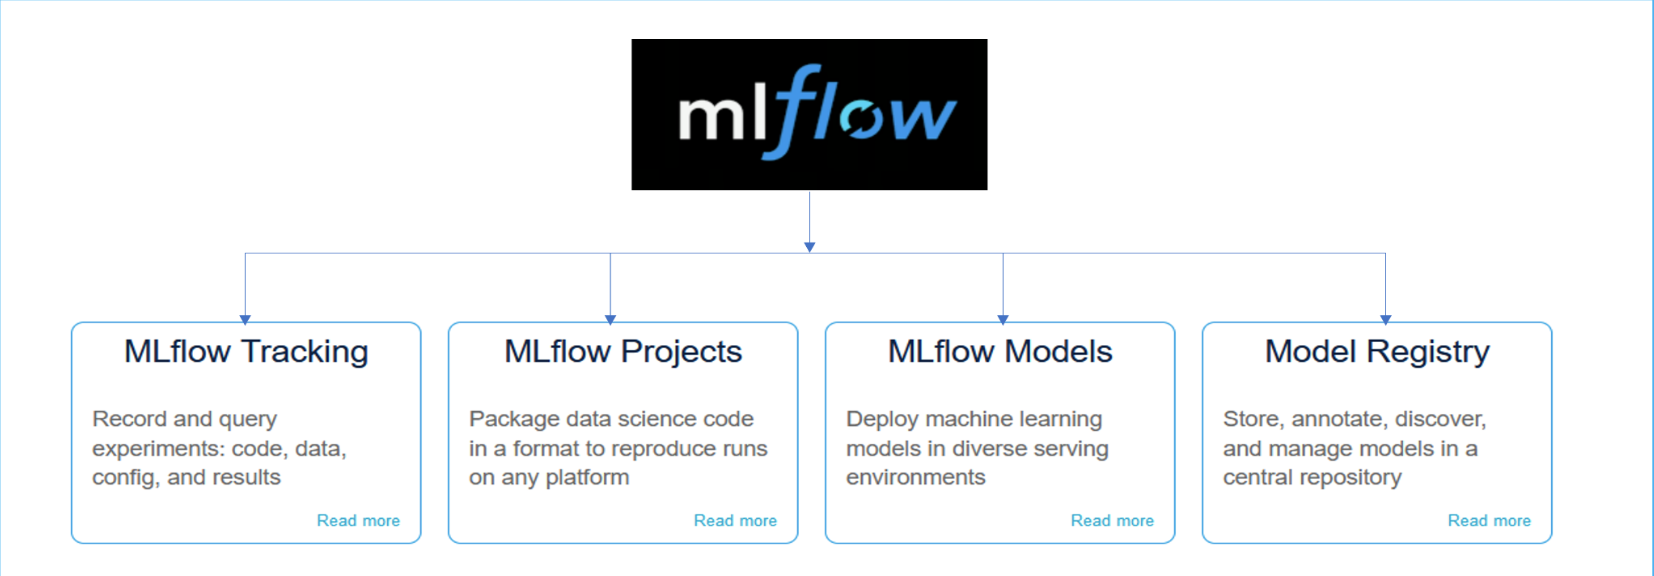 mlflow
MLflow Tracking
Record and query
experiments: code, data,
config, and results
Read more
MLflow Projects
Package data science code
in a format to reproduce runs
on any platform
Read more
MLflow Models
Deploy machine learning
models in diverse serving
environments
Read more
Model Registry
Store, annotate, discover,
and manage models in a
central repository
Read more